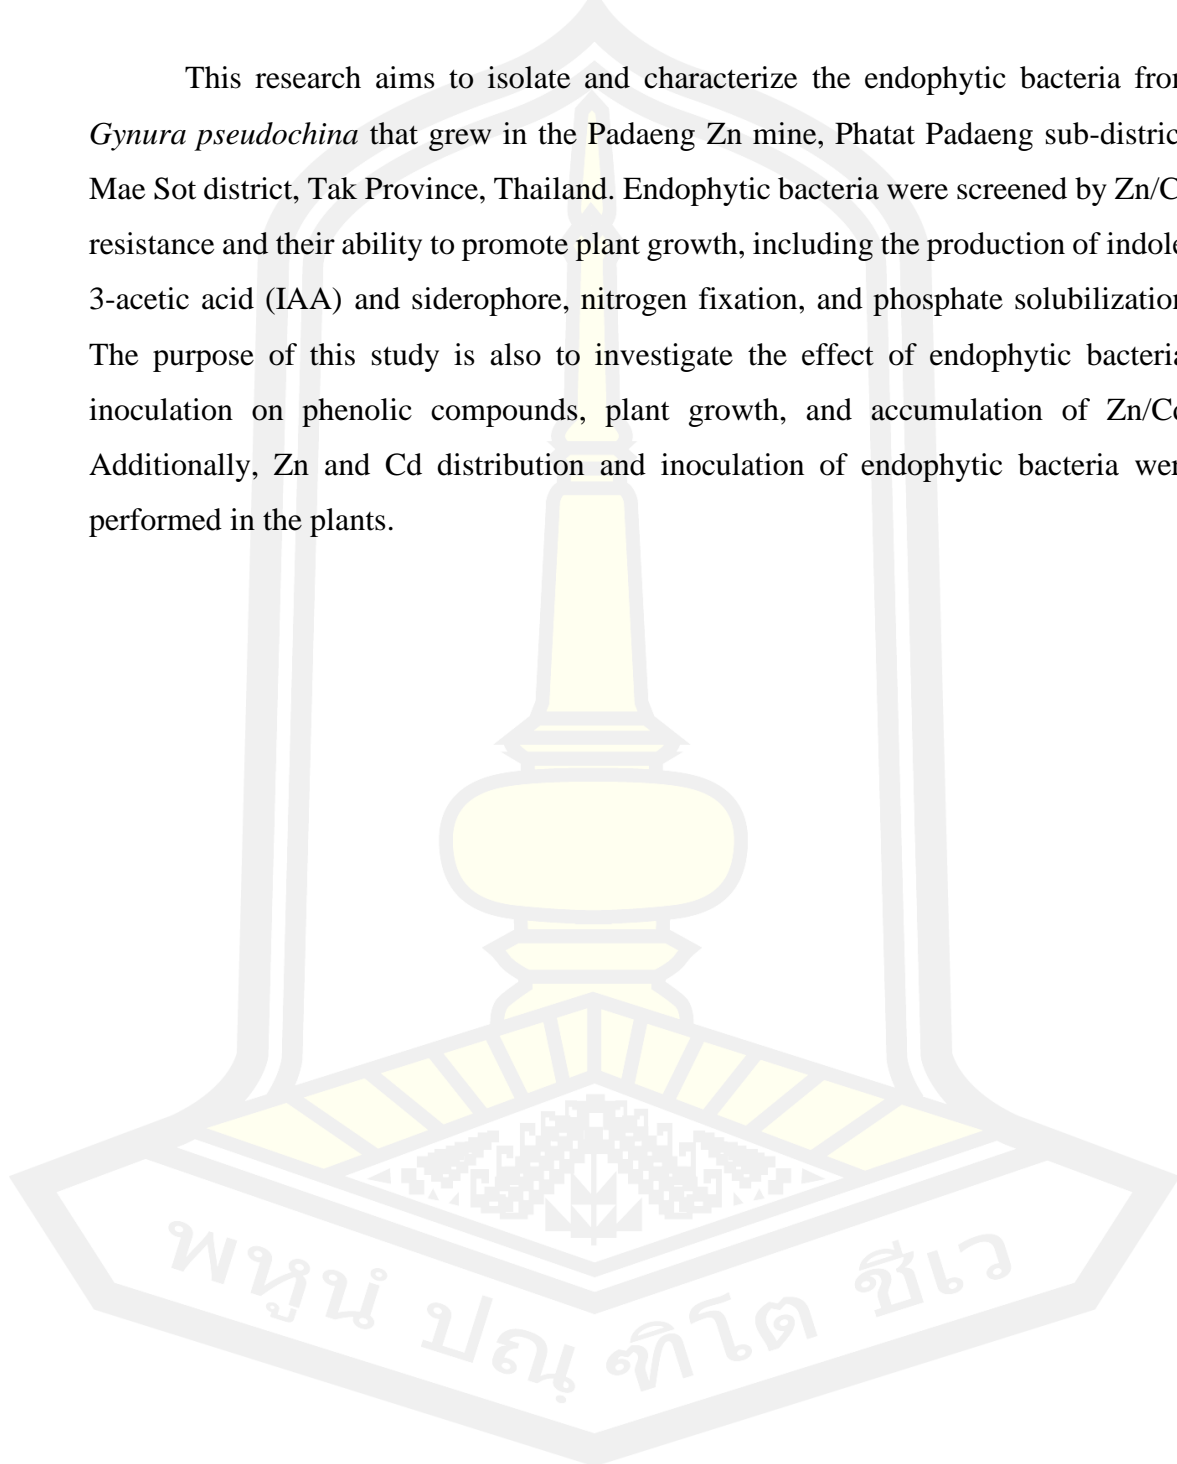 This research aims to isolate and characterize the endophytic bacteria from
Gynura pseudochina that grew in the Padaeng Zn mine, Phatat Padaeng sub-distric
Mae Sot district, Tak Province, Thailand. Endophytic bacteria were screened by Zn/C
resistance and their ability to promote plant growth, including the production of indole
3-acetic acid (IAA) and siderophore, nitrogen fixation, and phosphate solubilization
The purpose of this study is also to investigate the effect of endophytic bacteria
inoculation on phenolic compounds, plant growth, and accumulation of Zn/Cd
Additionally, Zn and Cd distribution and inoculation of endophytic bacteria wer
performed in the plants.
พหูนํ ปณฺฑิโต ชีเว